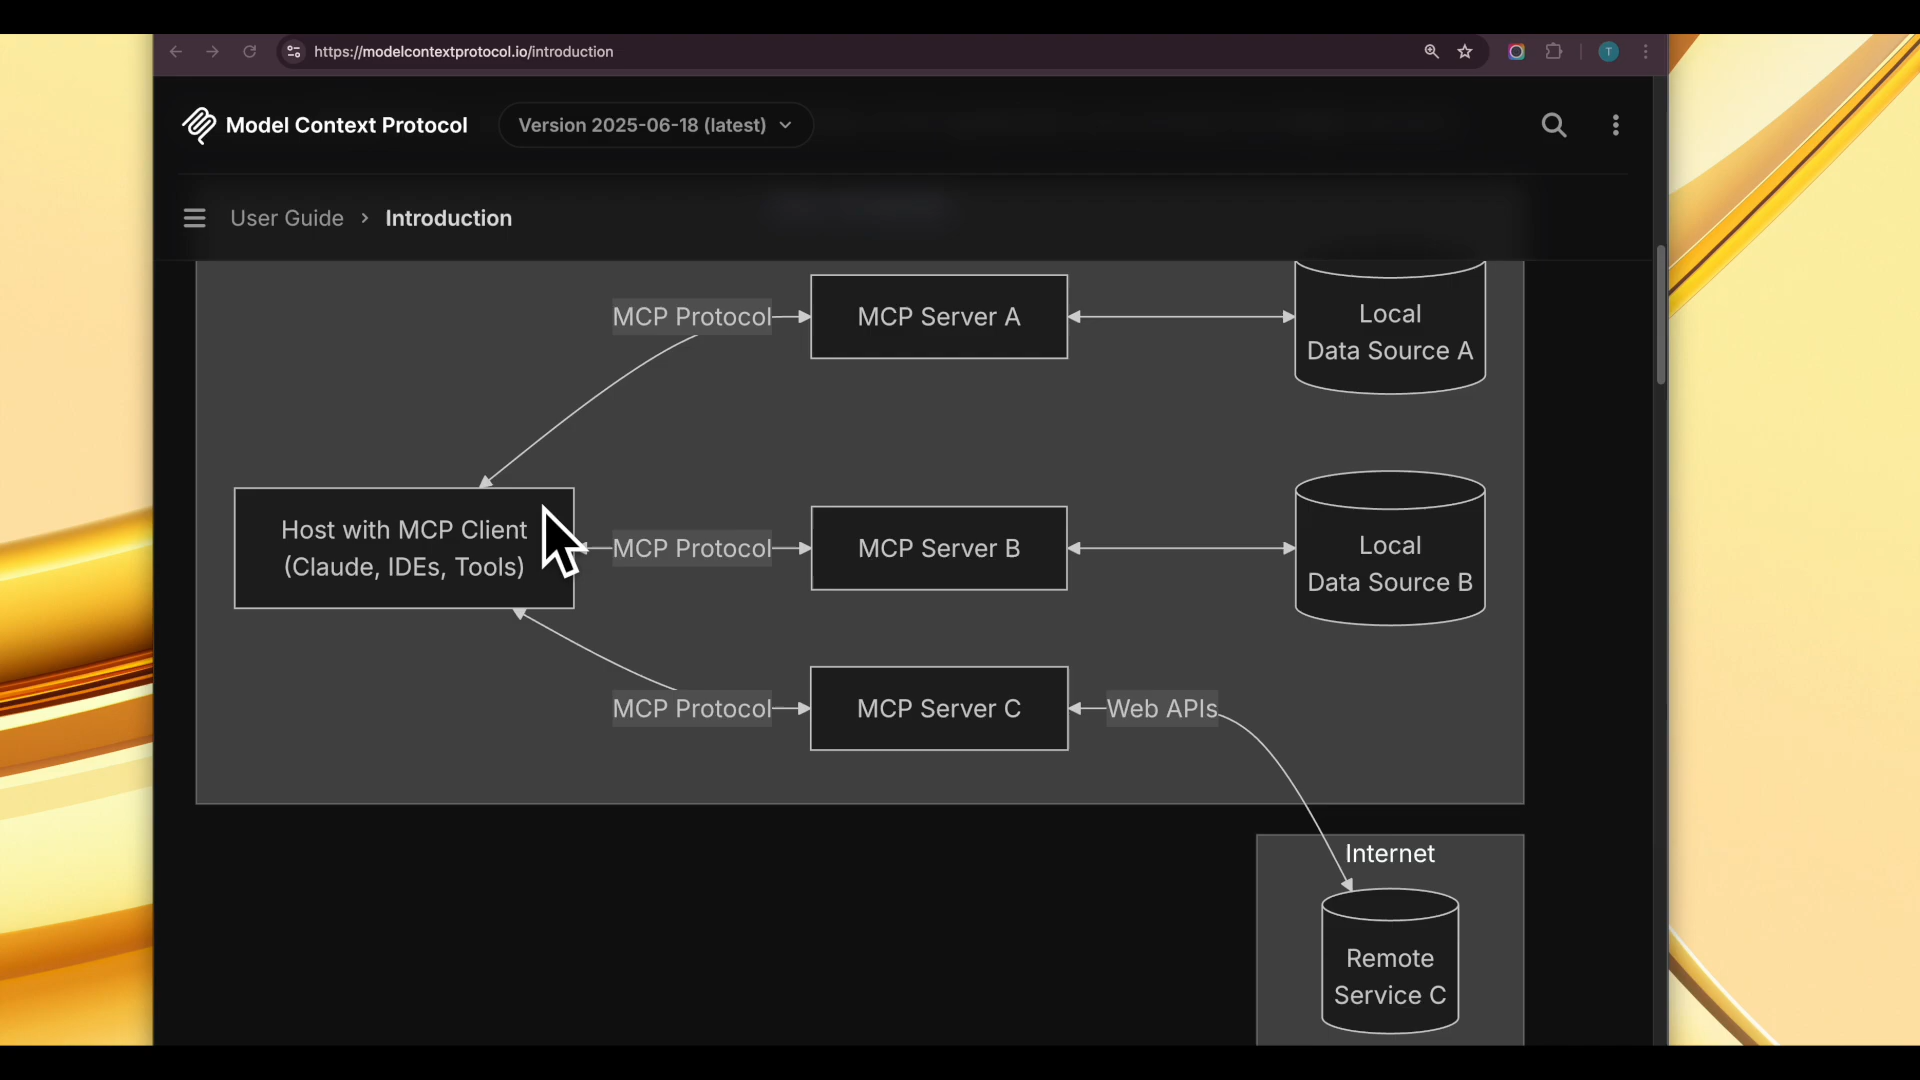 https://modelcontextprotocol.io/introduction
T
Model Context Protocol
Version 2025-06-18 (latest)
User Guide > Introduction
MCP Protocol
MCP Server A
Local
Data Source A
Host with MCP Client
(Claude, IDEs, Tools)
MCP Protocol
MCP Server B
Local
Data Source B
MCP Protocol
MCP Server C
Web APIs
Internet
Remote
Service C